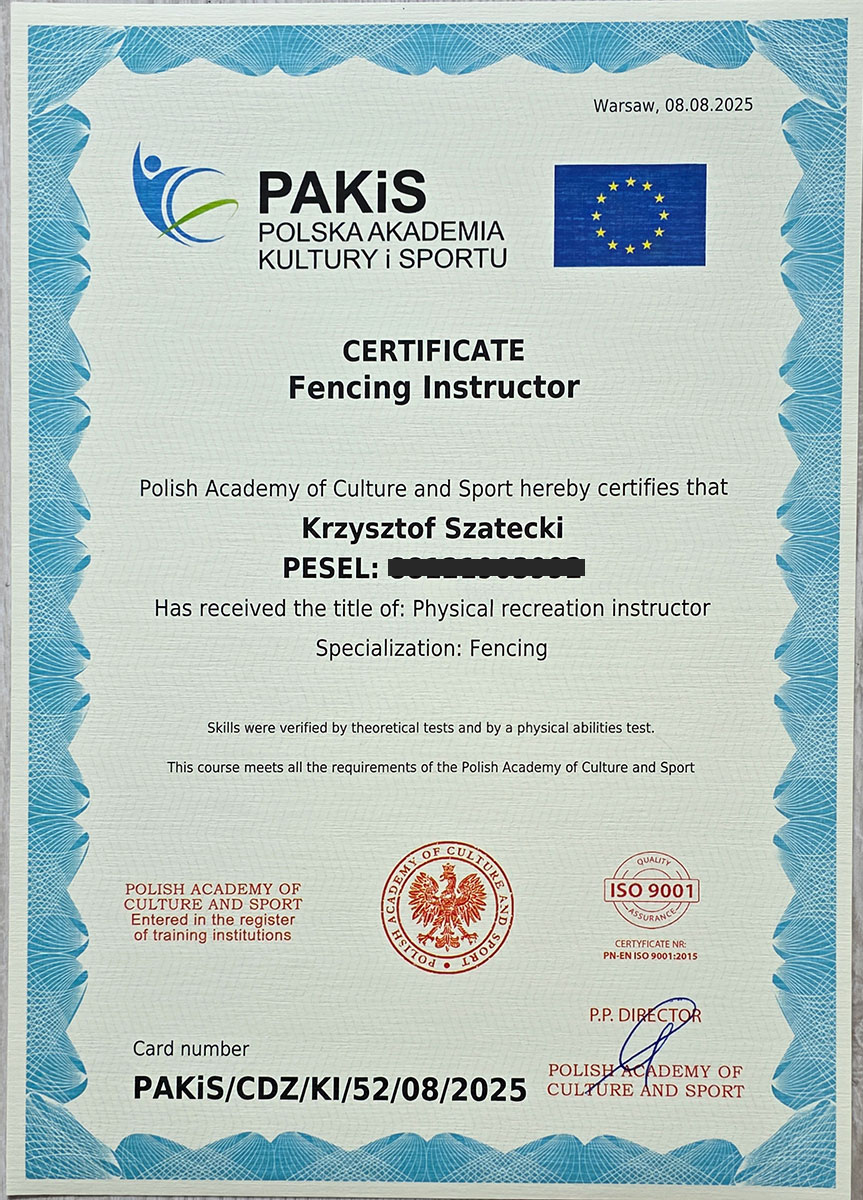 Warsaw, 08.08.2025
PAKiS
POLSKA AKADEMIA
KULTURY i SPORTU
CERTIFICATE
Fencing Instructor
Polish Academy of Culture and Sport hereby certifies that
Krzysztof Szatecki
PESEL:
Has received the title of: Physical recreation instructor
Specialization: Fencing
Skills were verified by theoretical tests and by a physical abilities test.
This course meets all the requirements of the Polish Academy of Culture and Sport
POLISH ACADEMY OF
CULTURE AND SPORT
Entered in the register
of training institutions
POLISH ACADEMY OF CULTURE AND SPORT
QUALITY
ISO 9001
ASSURANCE
CERTYFICATE NR:
PN-EN ISO 9001:2015
P.P. DIRECTOR
POLISH ACADEMY OF
CULTURE AND SPORT
Card number
PAKiS/CDZ/KI/52/08/2025